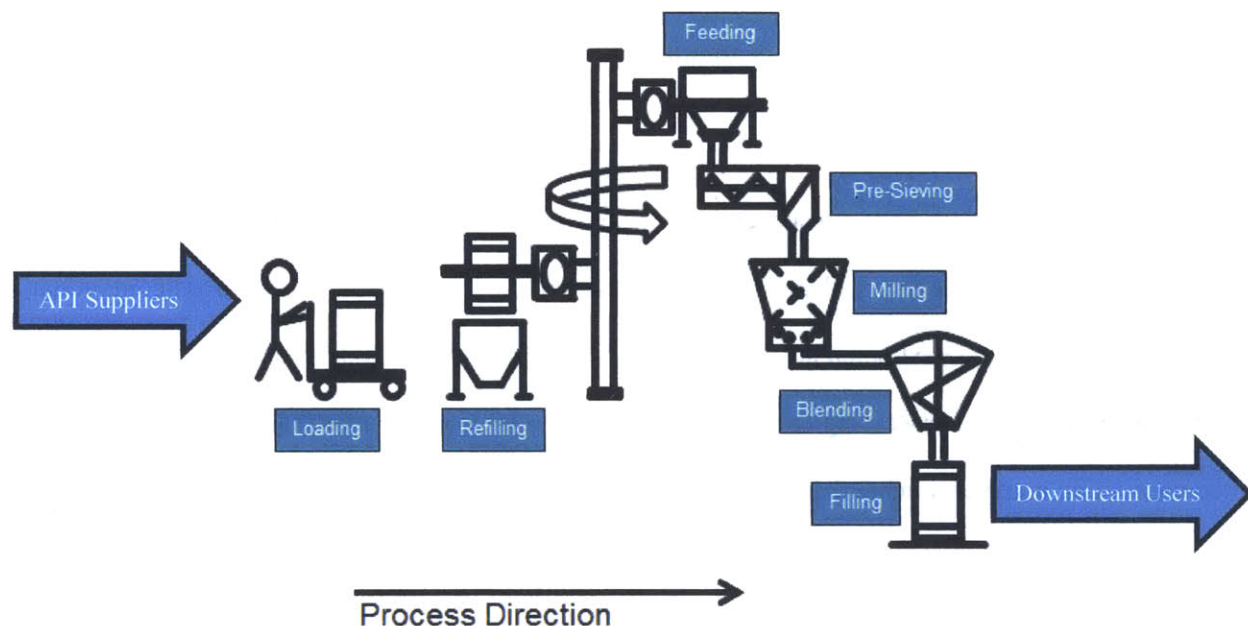 Feeding
Pre-Sieving
API Suppliers
Milling
Loading
Refilling
Blending
Filling
Downstream Users
Process Direction